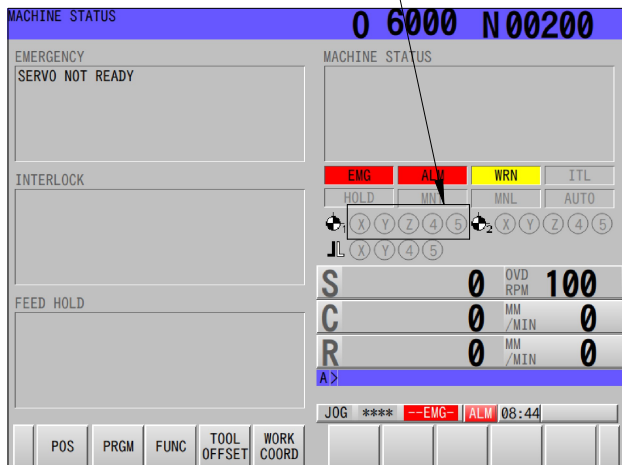 MACHINE STATUS
O 6000 N 00200
EMERGENCY
SERVO NOT READY
MACHINE STATUS
INTERLOCK
EMG ALM WRN ITL
HOLD MNT MNL AUTO
1 X Y Z 4 5 2 X Y Z 4 5
X Y 4 5
FEED HOLD
S 0 OVD RPM 100
C 0 MM /MIN 0
R 0 MM /MIN 0
A>
JOG **** --EMG- ALM 08:44
POS PRGM FUNC TOOL OFFSET WORK COORD